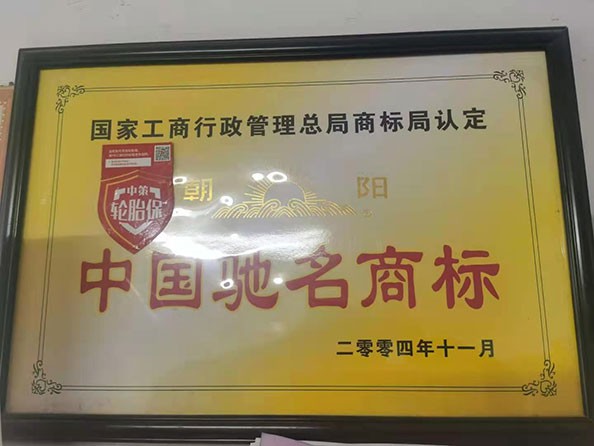 国家工商行政管理总局商标局认定
朝 阳
中策
轮胎保
中国驰名商标
二零零四年十一月